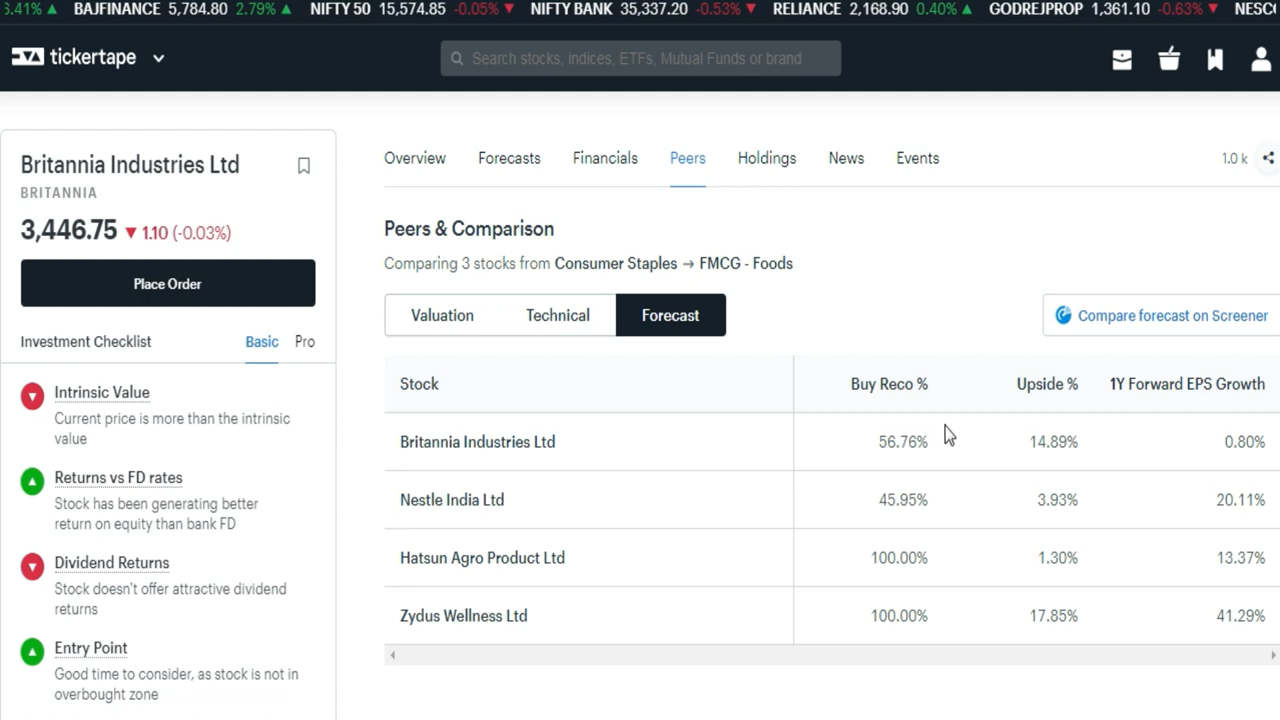 6.41% ▲ BAJFINANCE 5,784.80 2.79% ▲ NIFTY 50 15,574.85 -0.05% ▼ NIFTY BANK 35,337.20 -0.53% ▼ RELIANCE 2,168.90 0.40% ▲ GODREJPROP 1,361.10 -0.63% ▼ NESC
tickertape
Search stocks, indices, ETFs, Mutual Funds or brand
Britannia Industries Ltd
BRITANNIA
3,446.75 ▼ 1.10 (-0.03%)
Place Order
Investment Checklist Basic Pro
Intrinsic Value
Current price is more than the intrinsic
value
Returns vs FD rates
Stock has been generating better
return on equity than bank FD
Dividend Returns
Stock doesn't offer attractive dividend
returns
Entry Point
Good time to consider, as stock is not in
overbought zone
Overview Forecasts Financials Peers Holdings News Events 1.0 k
Peers & Comparison
Comparing 3 stocks from Consumer Staples → FMCG - Foods
Valuation Technical Forecast
Compare forecast on Screener
Stock Buy Reco % Upside % 1Y Forward EPS Growth
Britannia Industries Ltd 56.76% 14.89% 0.80%
Nestle India Ltd 45.95% 3.93% 20.11%
Hatsun Agro Product Ltd 100.00% 1.30% 13.37%
Zydus Wellness Ltd 100.00% 17.85% 41.29%